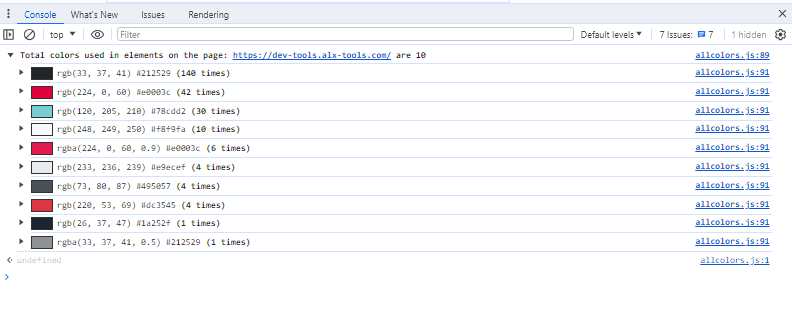 Console What's New Issues Rendering
top Filter Default levels 7 Issues: 7 1 hidden
Total colors used in elements on the page: https://dev-tools.alx-tools.com/ are 10 allcolors.js:89
rgb(33, 37, 41) #212529 (140 times) allcolors.js:91
rgb(224, 0, 60) #e0003c (42 times) allcolors.js:91
rgb(120, 205, 210) #78cdd2 (30 times) allcolors.js:91
rgb(248, 249, 250) #f8f9fa (10 times) allcolors.js:91
rgba(224, 0, 60, 0.9) #e0003c (6 times) allcolors.js:91
rgb(233, 236, 239) #e9ecef (4 times) allcolors.js:91
rgb(73, 80, 87) #495057 (4 times) allcolors.js:91
rgb(220, 53, 69) #dc3545 (4 times) allcolors.js:91
rgb(26, 37, 47) #1a252f (1 times) allcolors.js:91
rgba(33, 37, 41, 0.5) #212529 (1 times) allcolors.js:91
undefined allcolors.js:1